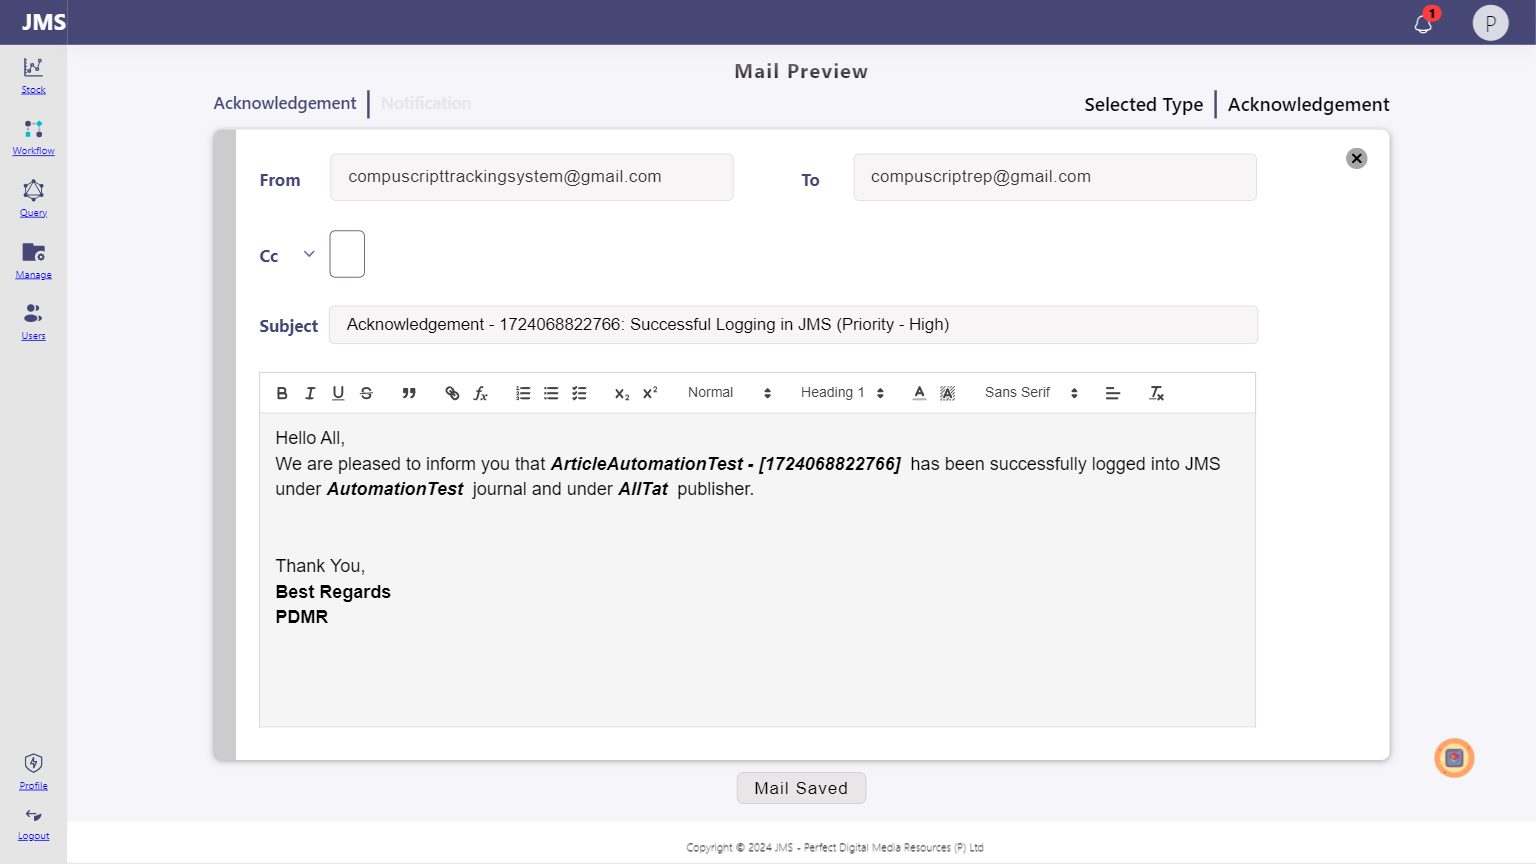 JMS
1
P
Stock
Workflow
Query
Manage
Users
Profile
Logout
Mail Preview
Acknowledgement
Notification
Selected Type
Acknowledgement
From
compuscripttrackingsystem@gmail.com
To
compuscriptrep@gmail.com
Cc
Subject
Acknowledgement - 1724068822766: Successful Logging in JMS (Priority - High)
Normal
Heading 1
Sans Serif
Hello All,
We are pleased to inform you that ArticleAutomationTest - [1724068822766] has been successfully logged into JMS
under AutomationTest journal and under AllTat publisher.
Thank You,
Best Regards
PDMR
Mail Saved
Copyright © 2024 JMS - Perfect Digital Media Resources (P) Ltd